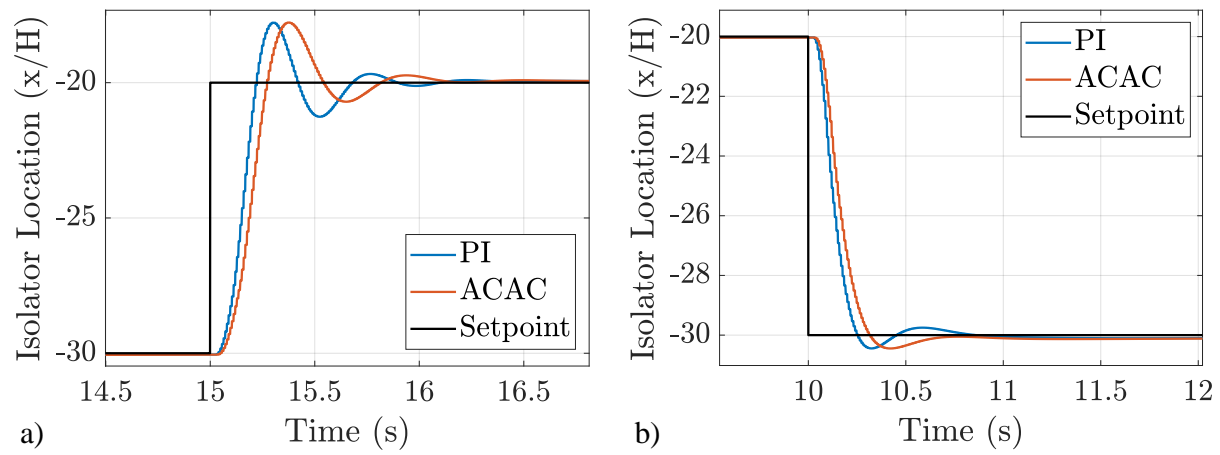 Isolator Location (x/H)
-20
-25
-30
PI
ACAC
Setpoint
14.5 15 15.5 16 16.5
Time (s)
a)
Isolator Location (x/H)
-20
-22
-24
-26
-28
-30
PI
ACAC
Setpoint
10 10.5 11 11.5 12
Time (s)
b)